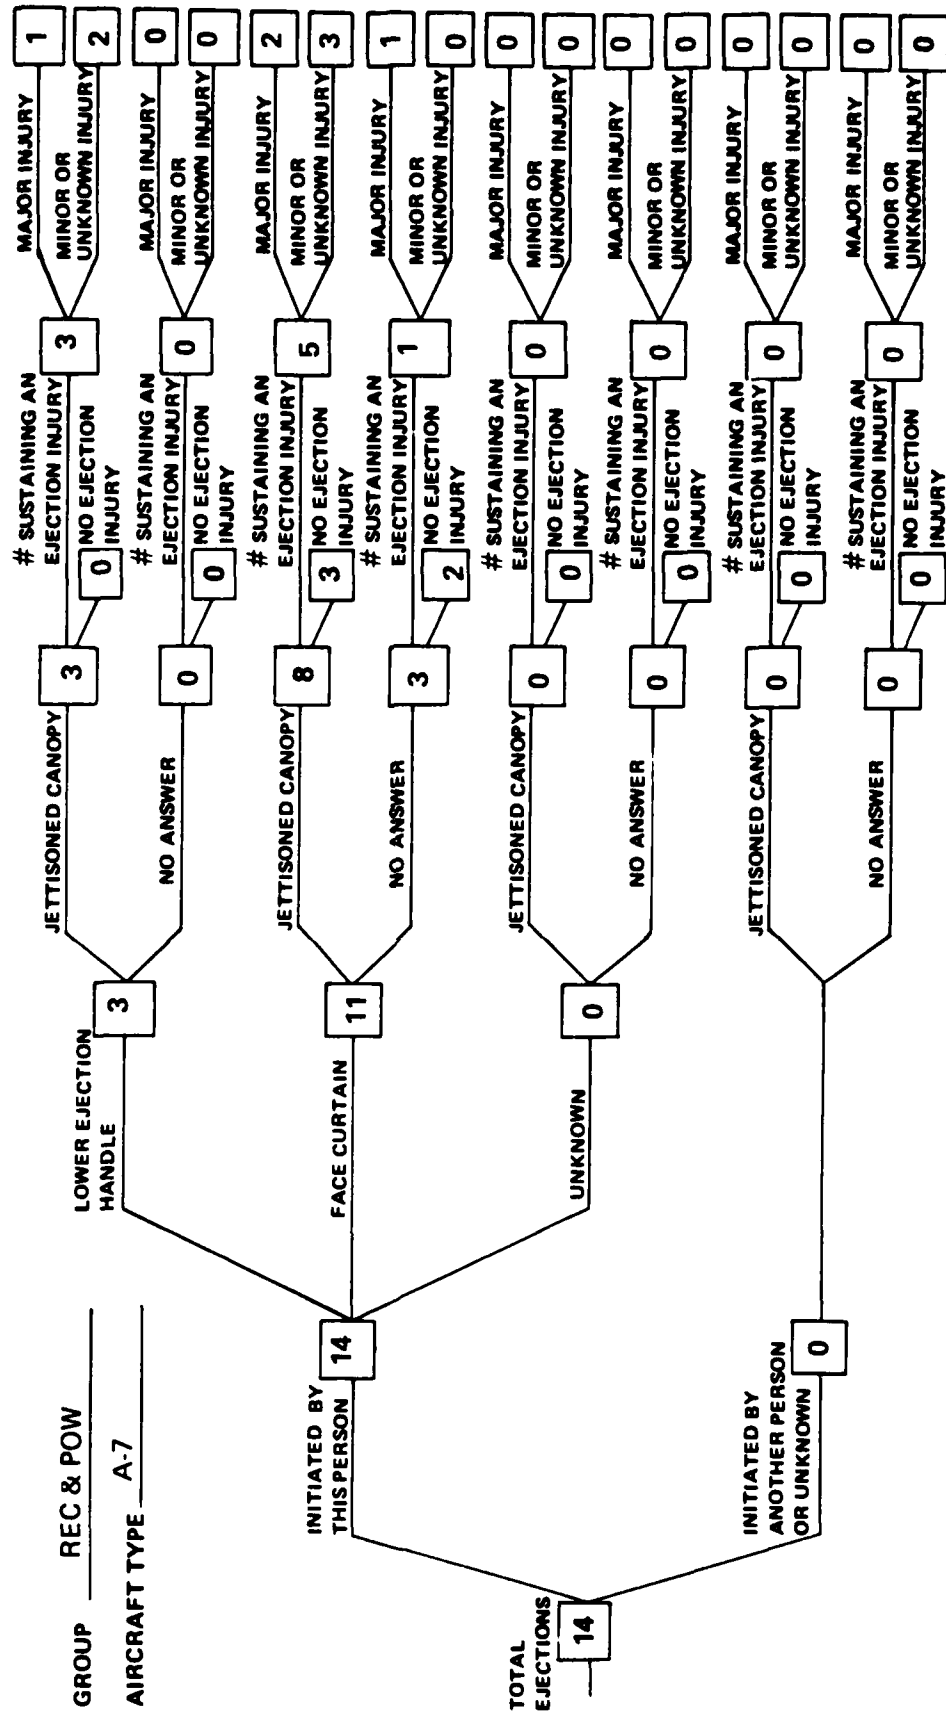 GROUP REC & POW
AIRCRAFT TYPE A-7
TOTAL
EJECTIONS
14
INITIATED BY
THIS PERSON
14
INITIATED BY
ANOTHER PERSON
OR UNKNOWN
0
LOWER EJECTION
HANDLE
3
FACE CURTAIN
11
UNKNOWN
0
JETTISONED CANOPY
3
# SUSTAINING AN
EJECTION INJURY
3
NO EJECTION
INJURY
0
MAJOR INJURY
1
MINOR OR
UNKNOWN INJURY
2
NO ANSWER
0
# SUSTAINING AN
EJECTION INJURY
0
NO EJECTION
INJURY
0
MAJOR INJURY
0
MINOR OR
UNKNOWN INJURY
0
JETTISONED CANOPY
8
# SUSTAINING AN
EJECTION INJURY
5
NO EJECTION
INJURY
3
MAJOR INJURY
2
MINOR OR
UNKNOWN INJURY
3
NO ANSWER
3
# SUSTAINING AN
EJECTION INJURY
1
NO EJECTION
INJURY
2
MAJOR INJURY
1
MINOR OR
UNKNOWN INJURY
0
JETTISONED CANOPY
0
# SUSTAINING AN
EJECTION INJURY
0
NO EJECTION
INJURY
0
MAJOR INJURY
0
MINOR OR
UNKNOWN INJURY
0
NO ANSWER
0
# SUSTAINING AN
EJECTION INJURY
0
NO EJECTION
INJURY
0
MAJOR INJURY
0
MINOR OR
UNKNOWN INJURY
0
JETTISONED CANOPY
0
# SUSTAINING AN
EJECTION INJURY
0
NO EJECTION
INJURY
0
MAJOR INJURY
0
MINOR OR
UNKNOWN INJURY
0
NO ANSWER
0
# SUSTAINING AN
EJECTION INJURY
0
NO EJECTION
INJURY
0
MAJOR INJURY
0
MINOR OR
UNKNOWN INJURY
0